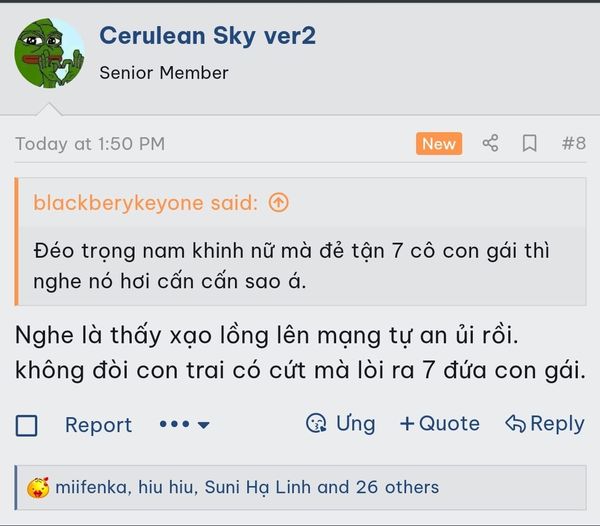 Cerulean Sky ver2
Senior Member
Today at 1:50 PM
New
#8
blackberykeyone said:
Đéo trọng nam khinh nữ mà đẻ tận 7 cô con gái thì
nghe nó hơi cấn cấn sao á.
Nghe là thấy xạo lồng lên mạng tự an ủi rồi.
không đòi con trai có cứt mà lòi ra 7 đứa con gái.
Report
Ưng
+Quote
Reply
miifenka, hiu hiu, Suni Hạ Linh and 26 others